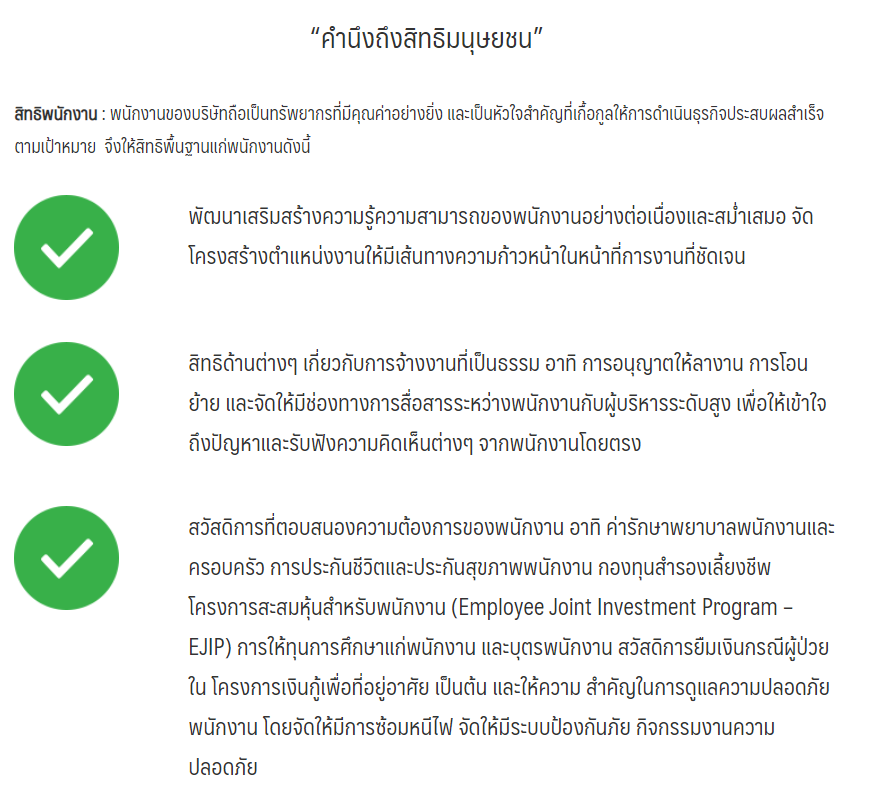 “คำนึงถึงสิทธิมนุษยชน”
สิทธิพนักงาน : พนักงานของบริษัทถือเป็นทรัพยากรที่มีคุณค่าอย่างยิ่ง และเป็นหัวใจสำคัญที่เกื้อกูลให้การดำเนินธุรกิจประสบผลสำเร็จ
ตามเป้าหมาย จึงให้สิทธิพื้นฐานแก่พนักงานดังนี้
พัฒนาเสริมสร้างความรู้ความสามารถของพนักงานอย่างต่อเนื่องและสม่ำเสมอ จัด
โครงสร้างตำแหน่งงานให้มีเส้นทางความก้าวหน้าในหน้าที่การงานที่ชัดเจน
สิทธิด้านต่างๆ เกี่ยวกับการจ้างงานที่เป็นธรรม อาทิ การอนุญาตให้ลางาน การโอน
ย้าย และจัดให้มีช่องทางการสื่อสารระหว่างพนักงานกับผู้บริหารระดับสูง เพื่อให้เข้าใจ
ถึงปัญหาและรับฟังความคิดเห็นต่างๆ จากพนักงานโดยตรง
สวัสดิการที่ตอบสนองความต้องการของพนักงาน อาทิ ค่ารักษาพยาบาลพนักงานและ
ครอบครัว การประกันชีวิตและประกันสุขภาพพนักงาน กองทุนสำรองเลี้ยงชีพ
โครงการสะสมหุ้นสำหรับพนักงาน (Employee Joint Investment Program –
EJIP) การให้ทุนการศึกษาแก่พนักงาน และบุตรพนักงาน สวัสดิการยืมเงินกรณีผู้ป่วย
ใน โครงการเงินกู้เพื่อที่อยู่อาศัย เป็นต้น และให้ความ สำคัญในการดูแลความปลอดภัย
พนักงาน โดยจัดให้มีการซ้อมหนีไฟ จัดให้มีระบบป้องกันภัย กิจกรรมงานความ
ปลอดภัย